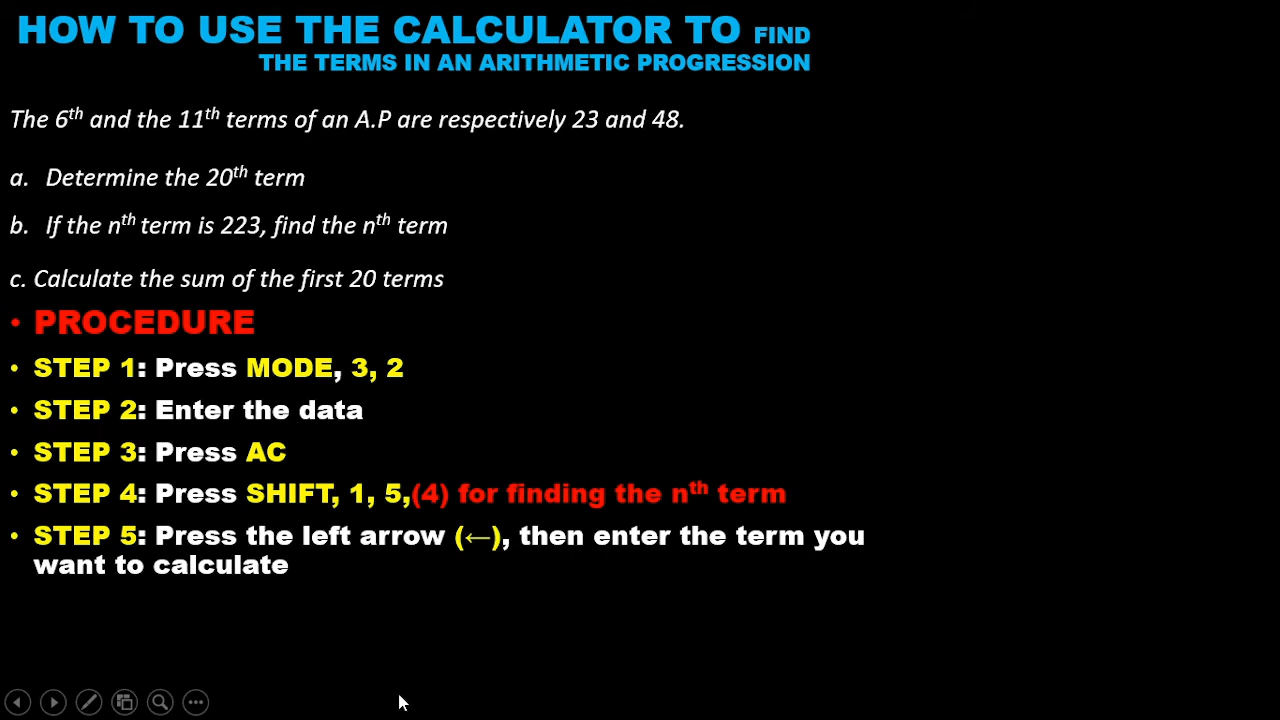 HOW TO USE THE CALCULATOR TO FIND
THE TERMS IN AN ARITHMETIC PROGRESSION
The 6th and the 11th terms of an A.P are respectively 23 and 48.
a. Determine the 20th term
b. If the nth term is 223, find the nth term
c. Calculate the sum of the first 20 terms
• PROCEDURE
• STEP 1: Press MODE, 3, 2
• STEP 2: Enter the data
• STEP 3: Press AC
• STEP 4: Press SHIFT, 1, 5,(4) for finding the nth term
• STEP 5: Press the left arrow (←), then enter the term you
want to calculate